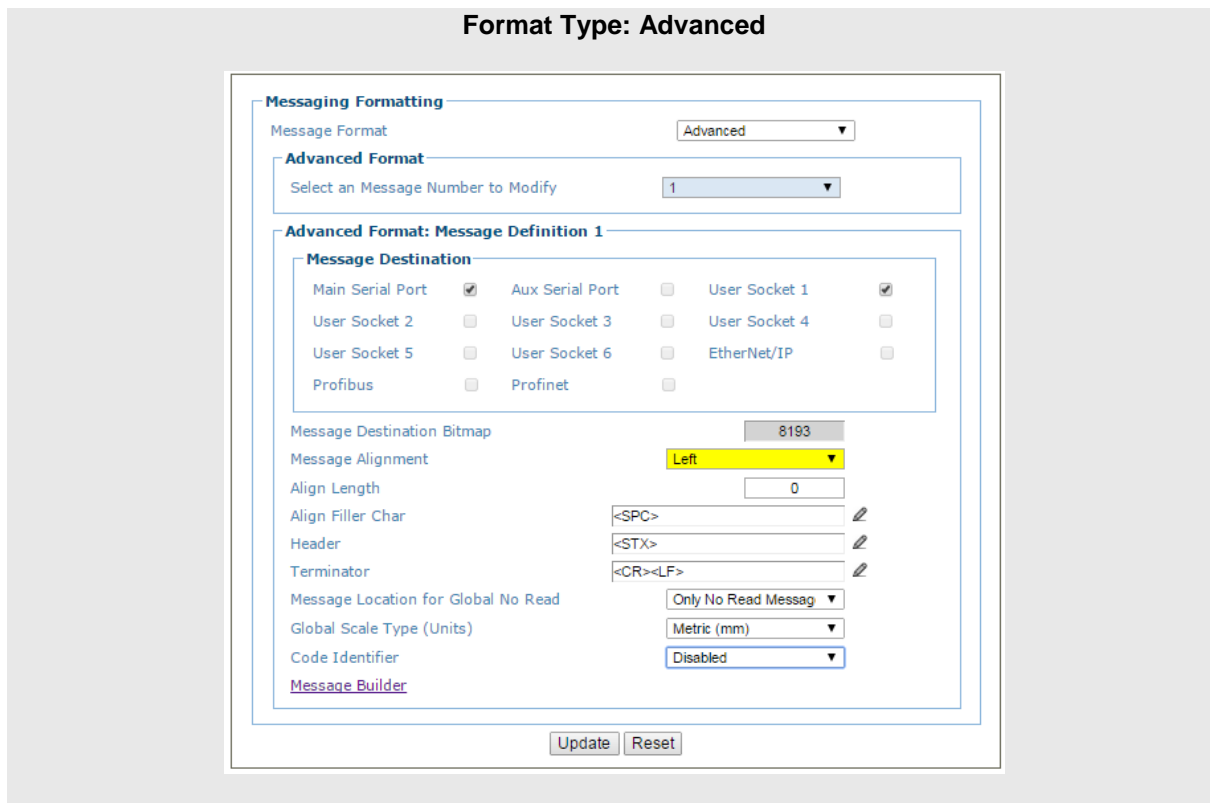 Format Type: Advanced
Messaging Formatting
Message Format Advanced
Advanced Format
Select an Message Number to Modify 1
Advanced Format: Message Definition 1
Message Destination
Main Serial Port Aux Serial Port User Socket 1
User Socket 2 User Socket 3 User Socket 4
User Socket 5 User Socket 6 EtherNet/IP
Profibus Profinet
Message Destination Bitmap 8193
Message Alignment Left
Align Length 0
Align Filler Char <SPC>
Header <STX>
Terminator <CR><LF>
Message Location for Global No Read Only No Read Messag
Global Scale Type (Units) Metric (mm)
Code Identifier Disabled
Message Builder
Update Reset